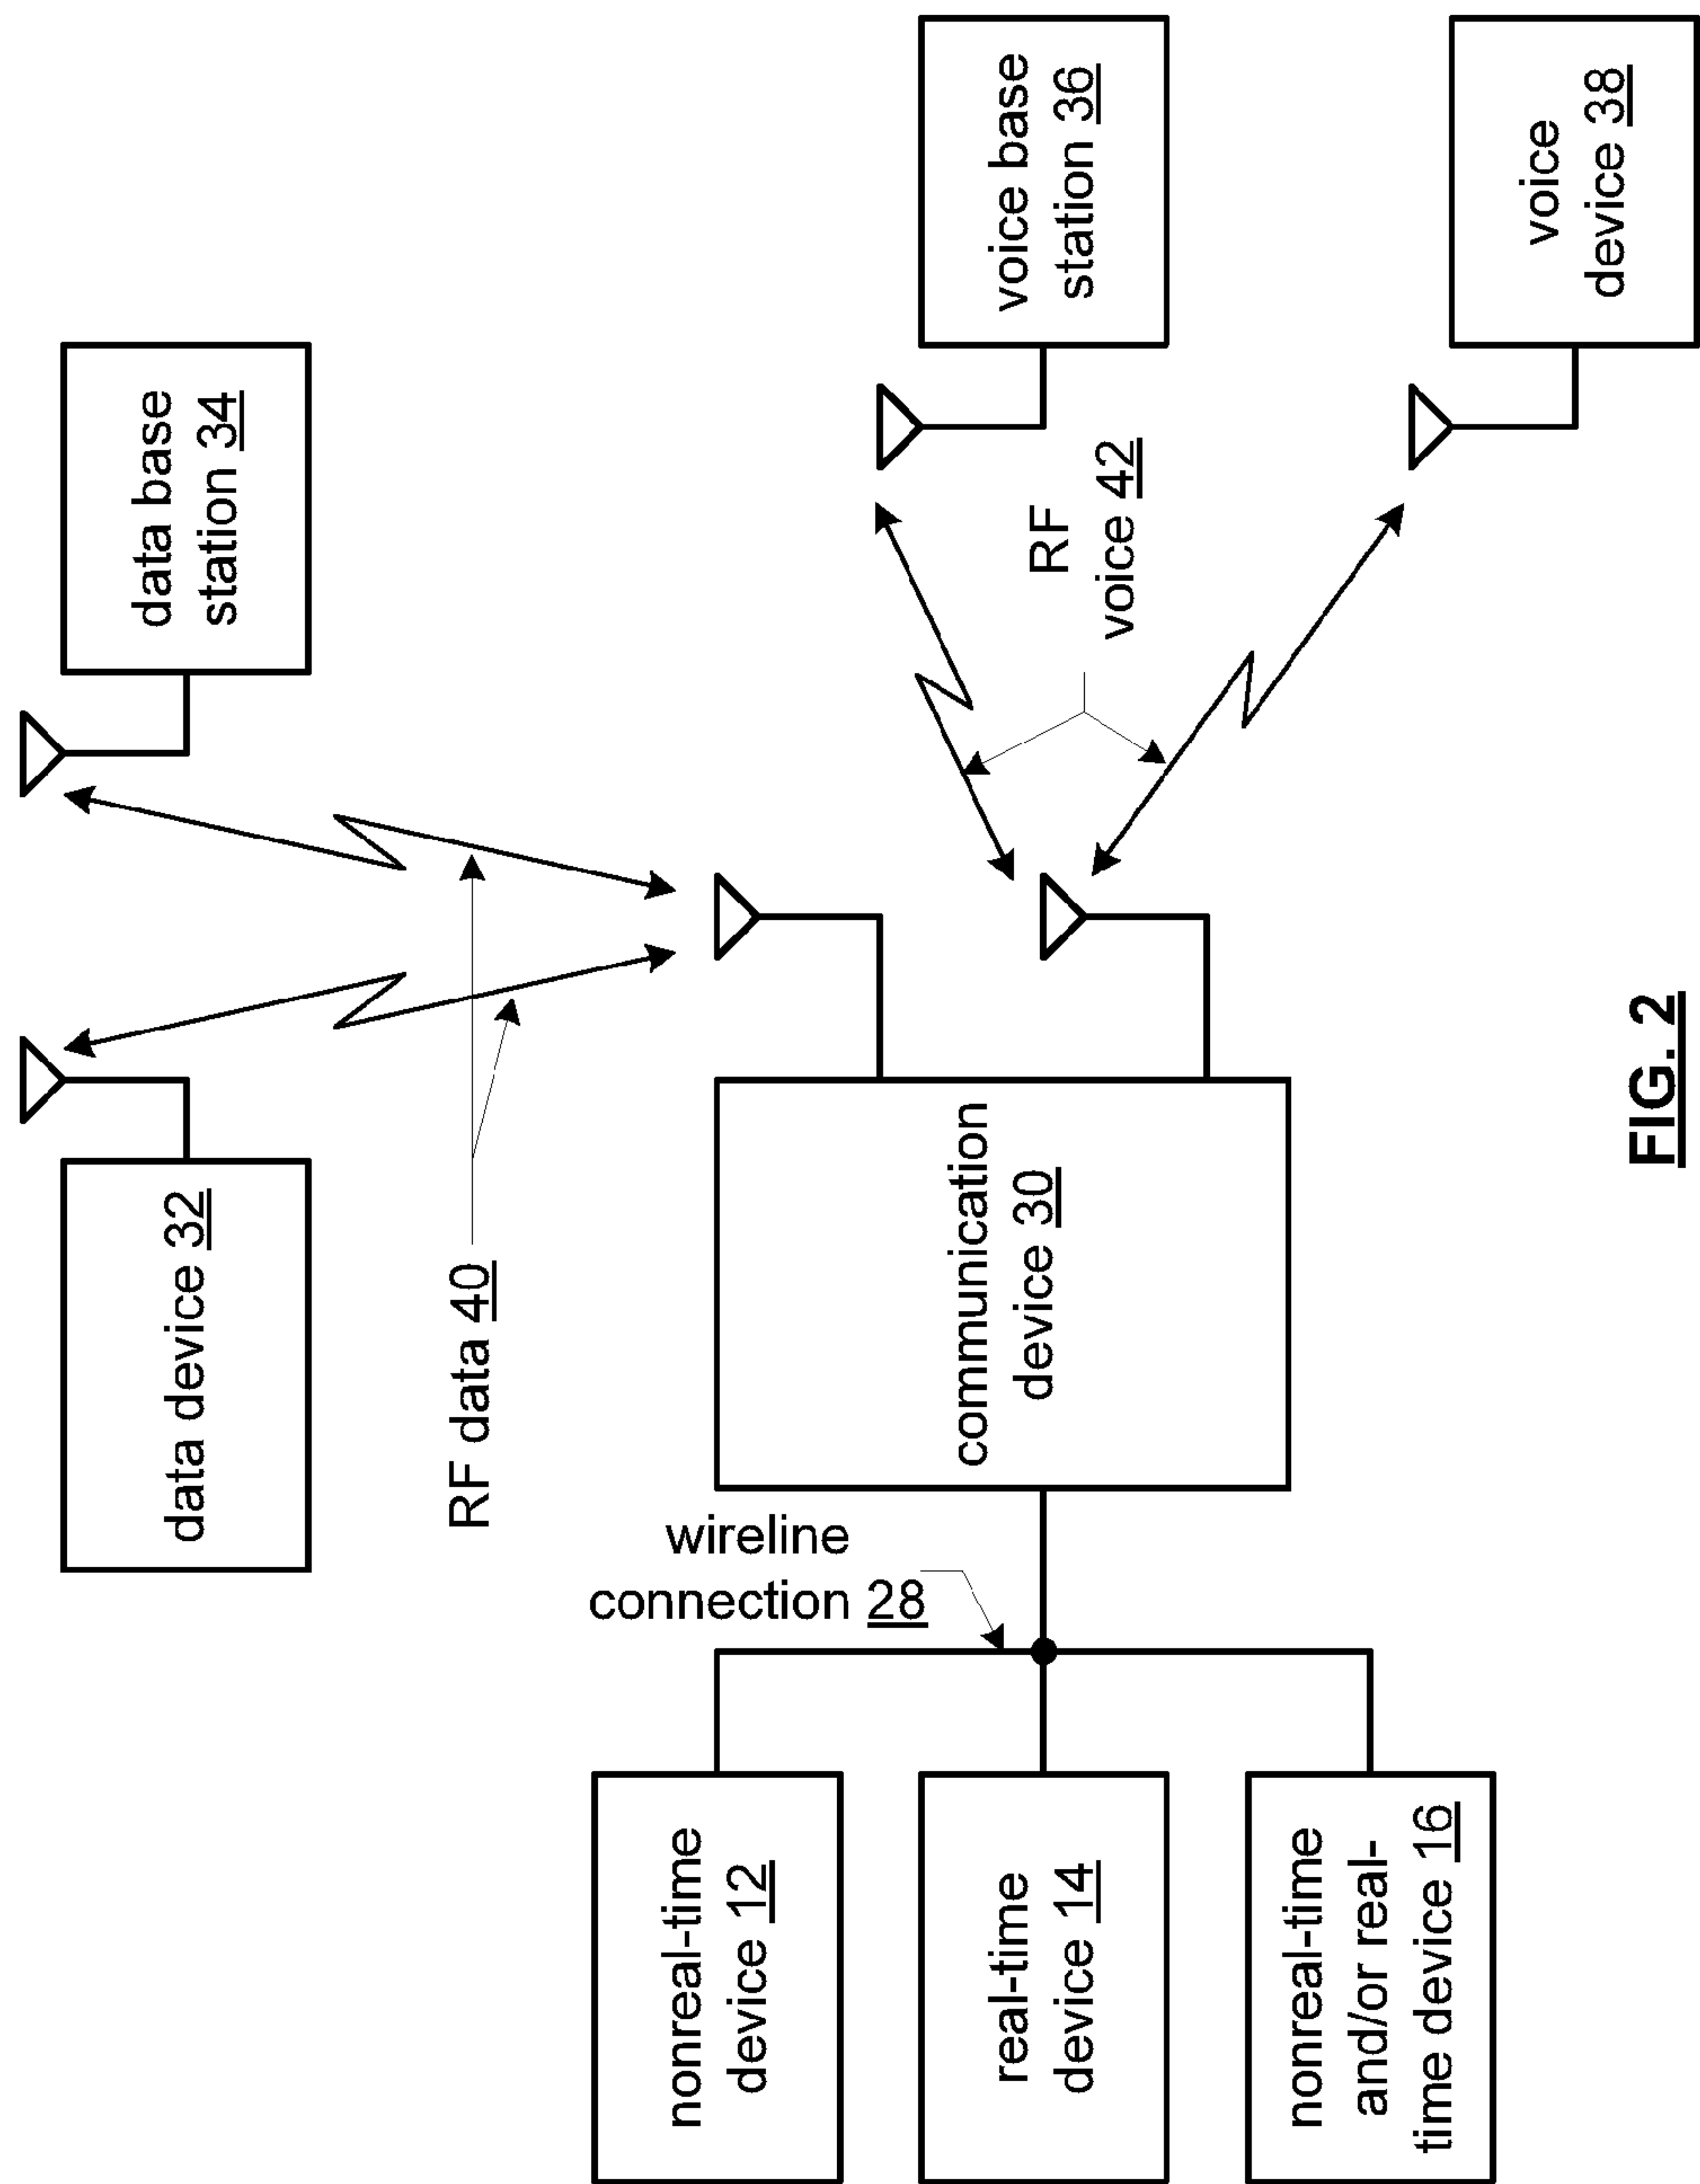 data device 32
data base
station 34
RF data 40
wireline
connection 28
nonreal-time
device 12
communication
device 30
RF
voice 42
voice base
station 36
real-time
device 14
nonreal-time
and/or real-
time device 16
voice
device 38
FIG. 2